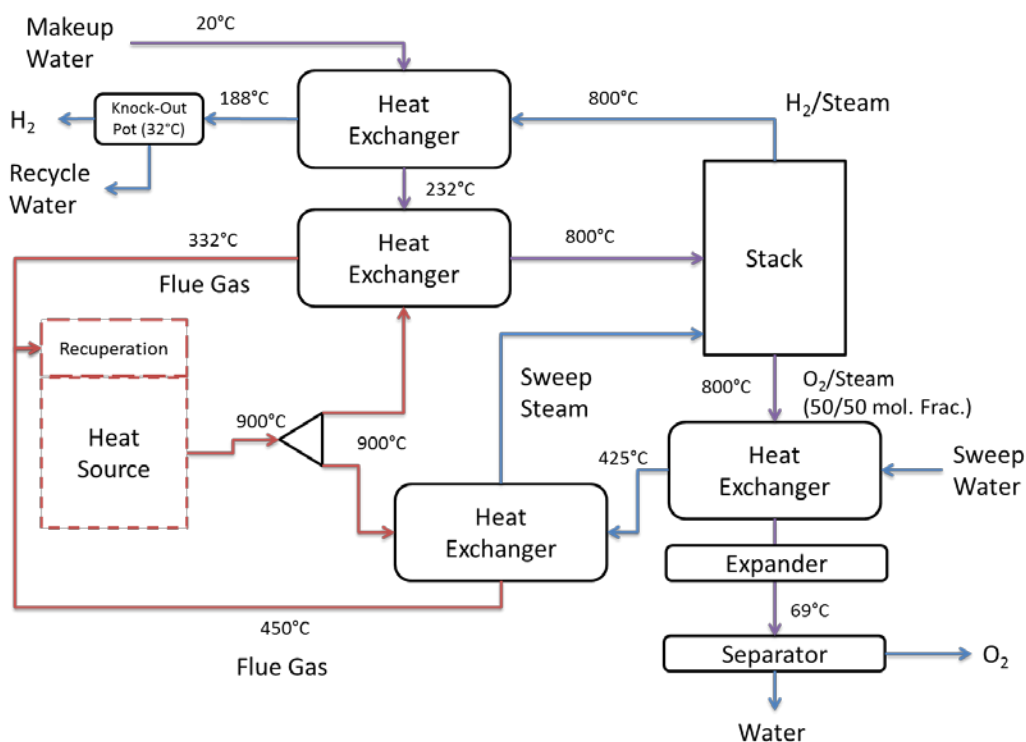 Makeup
Water
20°C
Heat
Exchanger
800°C
H₂/Steam
188°C
Knock-Out
Pot (32°C)
H₂
Recycle
Water
232°C
332°C
Heat
Exchanger
800°C
Stack
Flue Gas
Recuperation
Heat
Source
900°C
900°C
Sweep
Steam
800°C
O₂/Steam
(50/50 mol. Frac.)
425°C
Heat
Exchanger
Sweep
Water
Heat
Exchanger
Expander
69°C
450°C
Flue Gas
Separator
O₂
Water